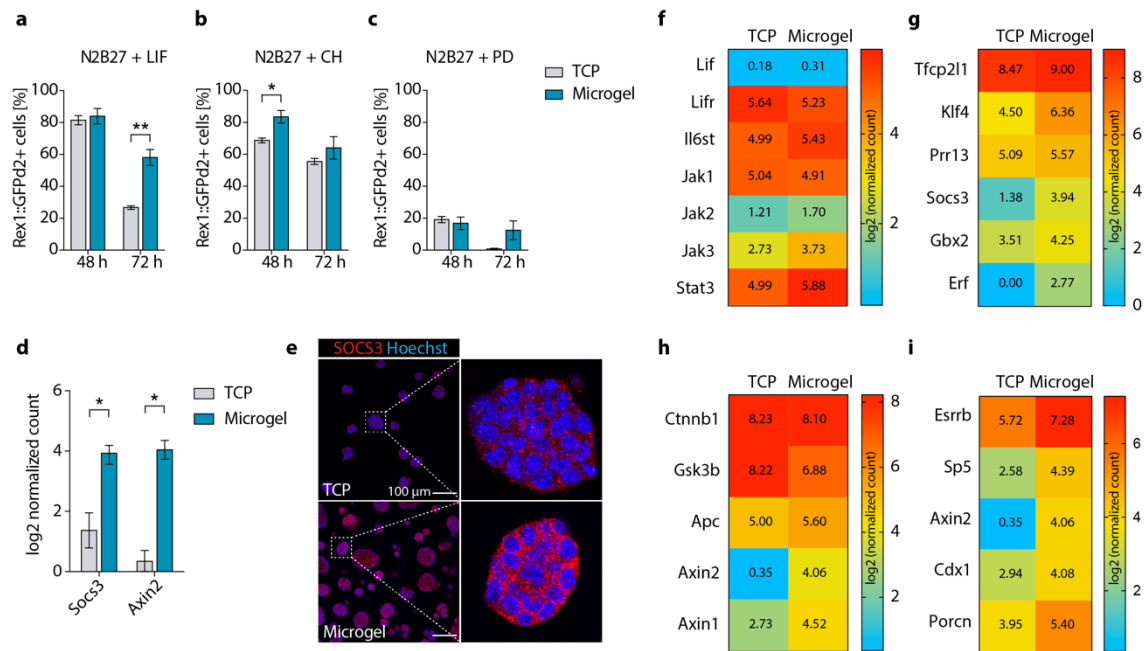 a
N2B27 + LIF
Rex1::GFPd2+ cells [%]
100
80
60
40
20
0
**
48 h 72 h
b
N2B27 + CH
Rex1::GFPd2+ cells [%]
100
80
60
40
20
0
*
48 h 72 h
c
N2B27 + PD
Rex1::GFPd2+ cells [%]
100
80
60
40
20
0
48 h 72 h
TCP
Microgel
d
log2 normalized count
6
4
2
0
TCP
Microgel
* *
Socs3 Axin2
e
SOCS3 Hoechst
TCP
100 µm
Microgel
f
TCP Microgel
Lif 0.18 0.31
Lifr 5.64 5.23
Il6st 4.99 5.43
Jak1 5.04 4.91
Jak2 1.21 1.70
Jak3 2.73 3.73
Stat3 4.99 5.88
4
2
log2 (normalized count)
g
TCP Microgel
Tfcp2l1 8.47 9.00
Klf4 4.50 6.36
Prr13 5.09 5.57
Socs3 1.38 3.94
Gbx2 3.51 4.25
Erf 0.00 2.77
8
6
4
2
0
log2 (normalized count)
h
TCP Microgel
Ctnnb1 8.23 8.10
Gsk3b 8.22 6.88
Apc 5.00 5.60
Axin2 0.35 4.06
Axin1 2.73 4.52
8
6
4
2
log2 (normalized count)
i
TCP Microgel
Esrrb 5.72 7.28
Sp5 2.58 4.39
Axin2 0.35 4.06
Cdx1 2.94 4.08
Porcn 3.95 5.40
6
4
2
log2 (normalized count)